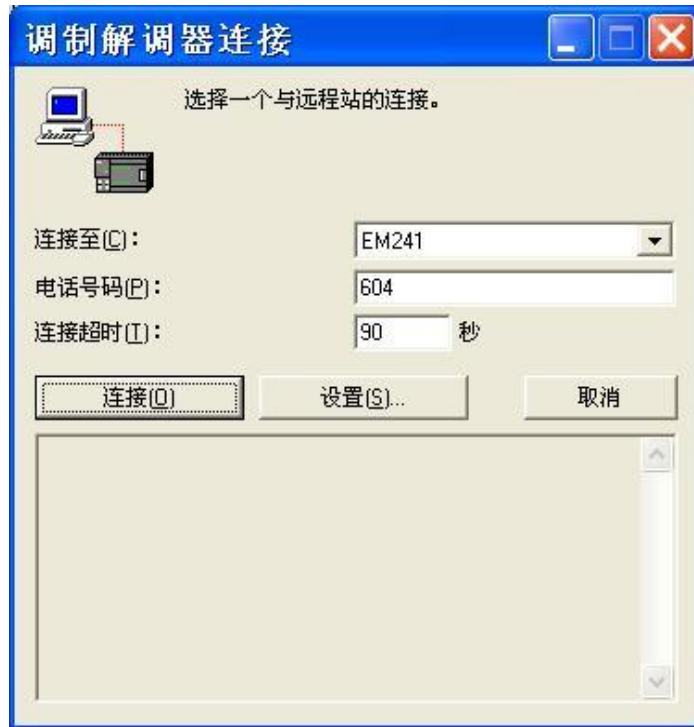 调制解调器连接
选择一个与远程站的连接。
连接至(C)： EM241
电话号码(P)： 604
连接超时(T)： 90 秒
连接(O) 设置(S)... 取消